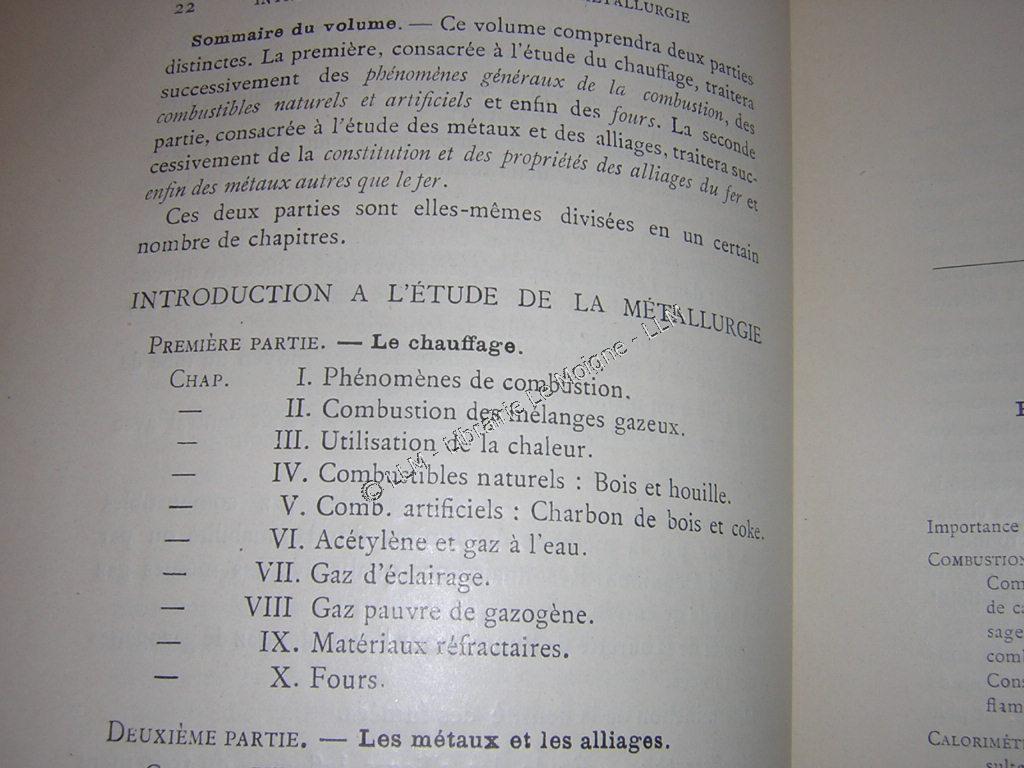 22
MÉTALLURGIE
Sommaire du volume. — Ce volume comprendra deux parties
distinctes. La première, consacrée à l'étude du chauffage, traitera
successivement des phénomènes généraux de la combustion, des
combustibles naturels et artificiels et enfin des fours. La seconde
partie, consacrée à l'étude des métaux et des alliages, traitera suc-
cessivement de la constitution et des propriétés des alliages du fer et
enfin des métaux autres que le fer.
Ces deux parties sont elles-mêmes divisées en un certain
nombre de chapitres.
INTRODUCTION A L'ÉTUDE DE LA MÉTALLURGIE
PREMIÈRE PARTIE. — Le chauffage.
CHAP. I. Phénomènes de combustion.
— II. Combustion des mélanges gazeux.
— III. Utilisation de la chaleur.
— IV. Combustibles naturels : Bois et houille.
— V. Comb. artificiels : Charbon de bois et coke.
— VI. Acétylène et gaz à l'eau.
— VII. Gaz d'éclairage.
— VIII Gaz pauvre de gazogène.
— IX. Matériaux réfractaires.
— X. Fours.
DEUXIÈME PARTIE. — Les métaux et les alliages.
© LLM - Librairie Le Moigne - LLM
Importance
COMBUSTION
Com
de ca
sage
comb
Cons
flam
CALORIMÉT